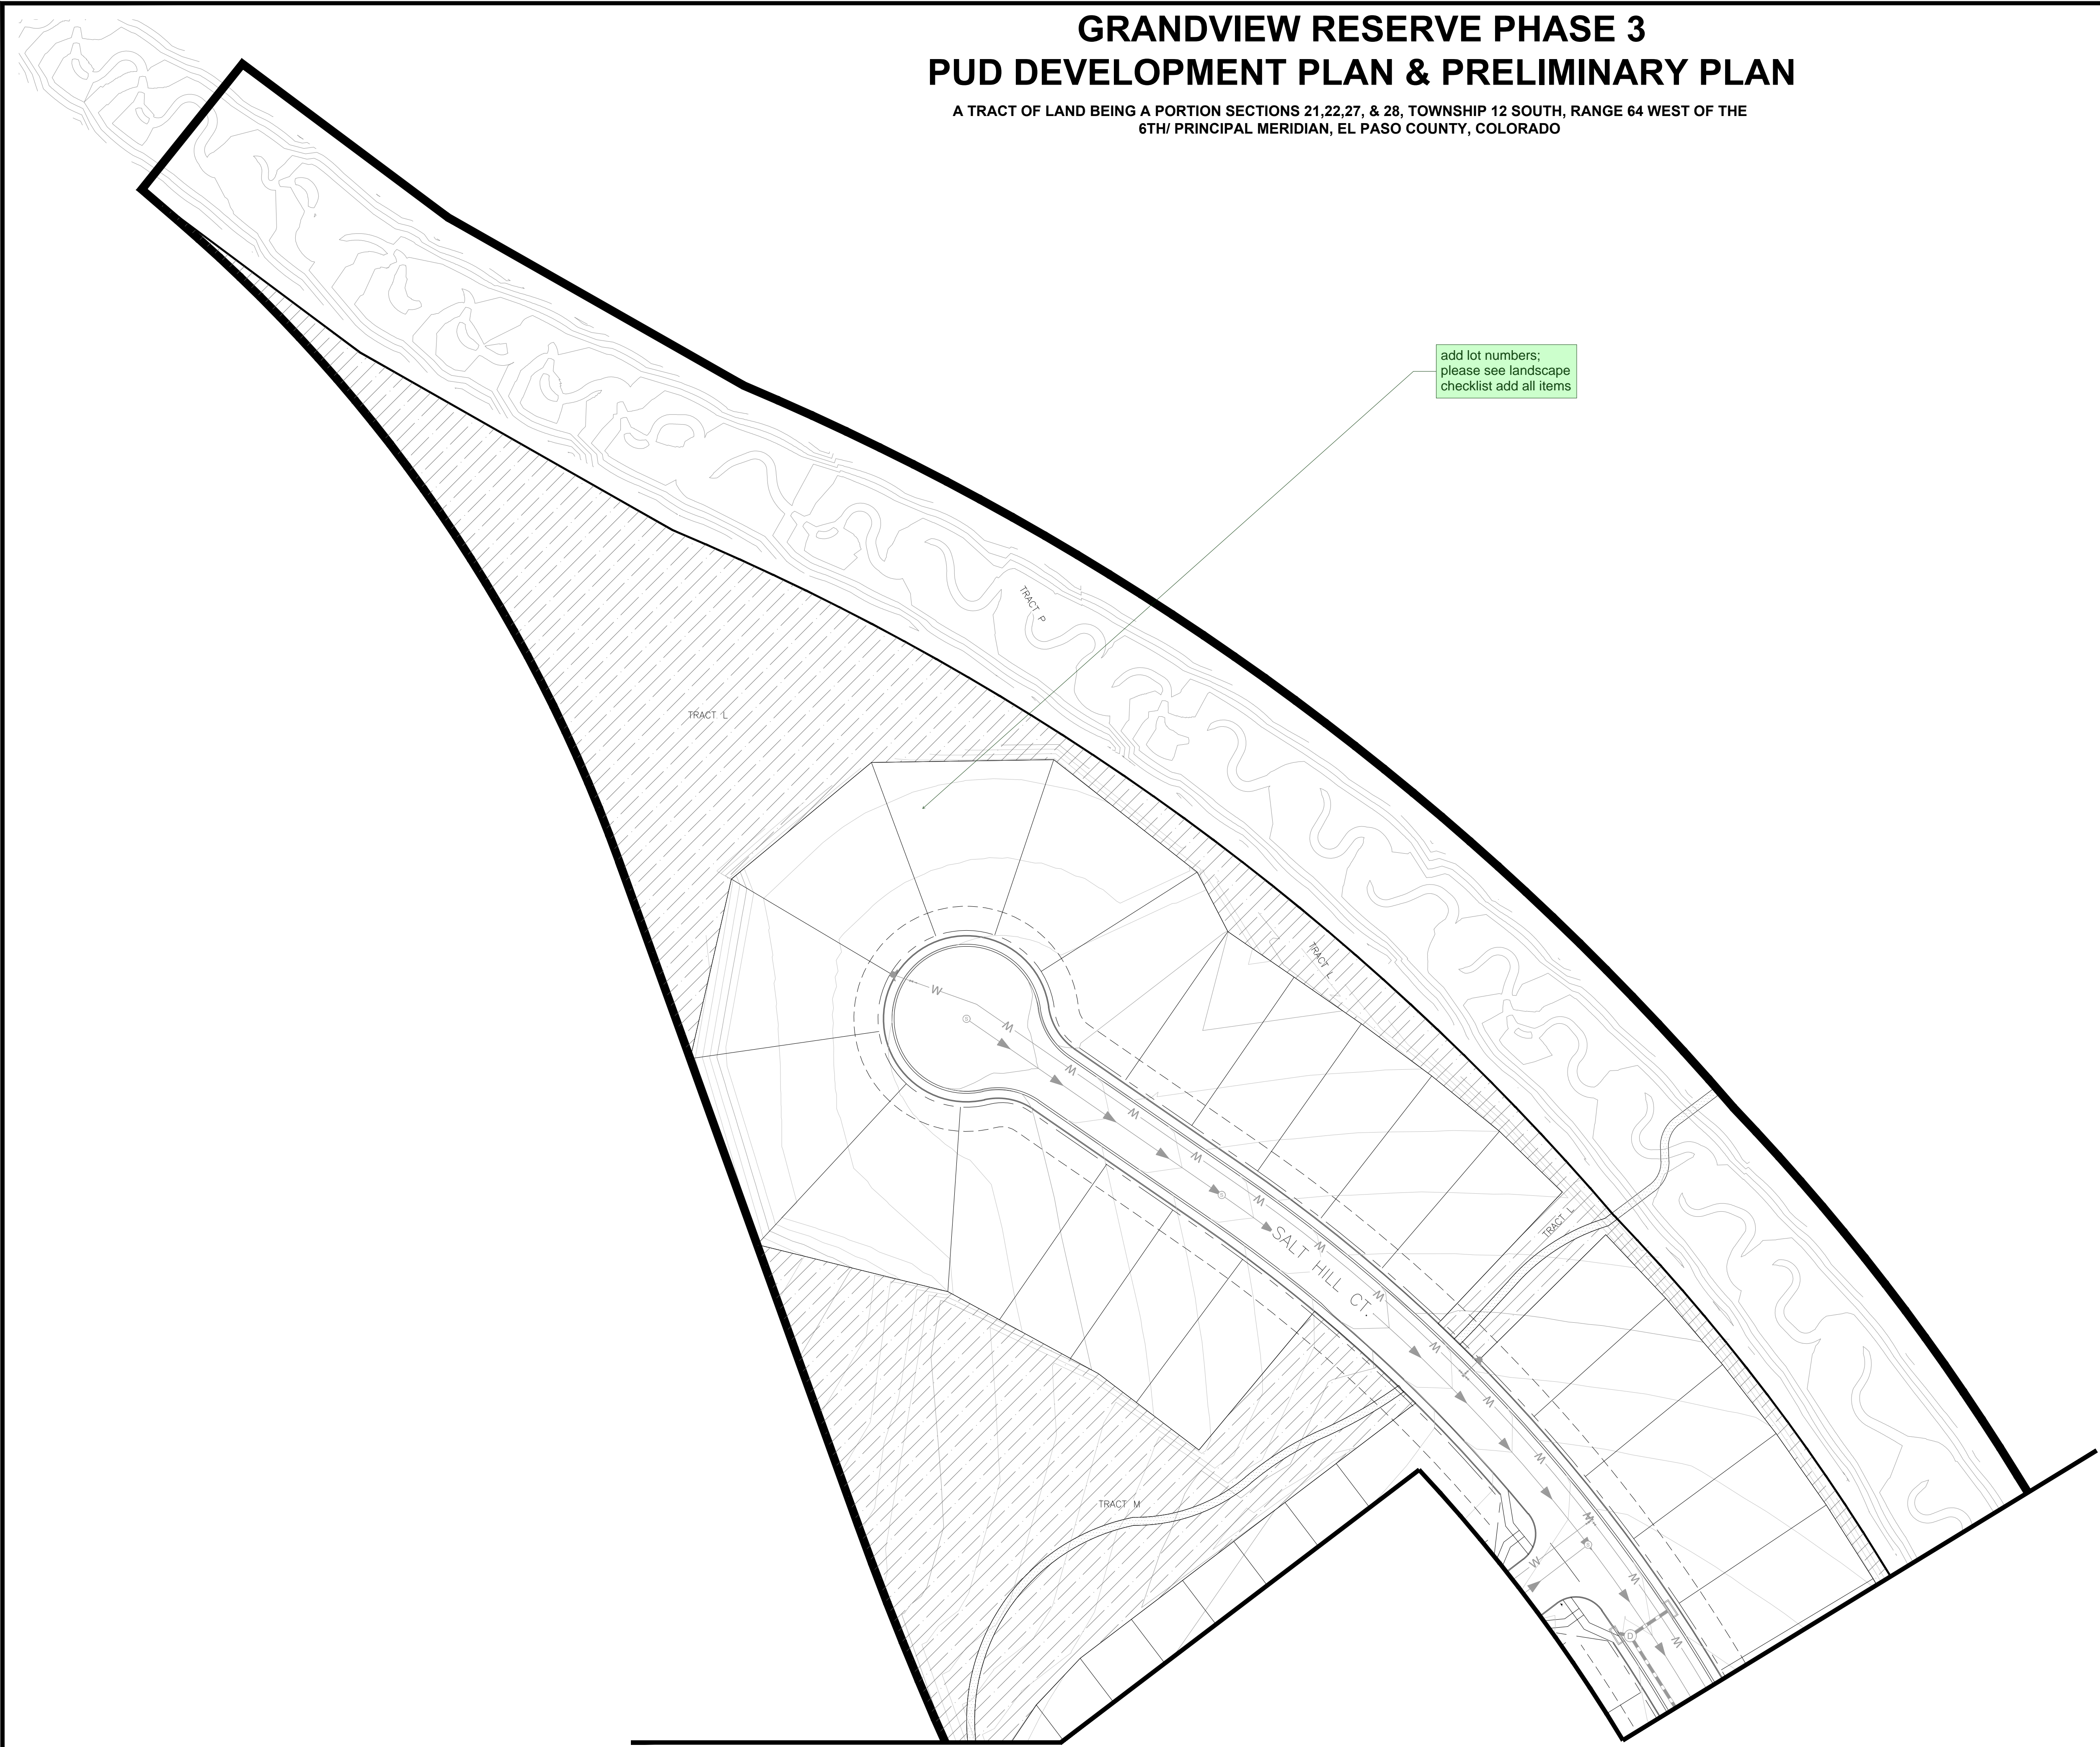 GRANDVIEW RESERVE PHASE 3
PUD DEVELOPMENT PLAN & PRELIMINARY PLAN
A TRACT OF LAND BEING A PORTION SECTIONS 21,22,27, & 28, TOWNSHIP 12 SOUTH, RANGE 64 WEST OF THE
6TH/ PRINCIPAL MERIDIAN, EL PASO COUNTY, COLORADO
add lot numbers;
please see landscape
checklist add all items
TRACT P
TRACT L
TRACT L
W
W
S
W
W
W
S
W
SALT HILL CT.
W
TRACT L
W
W
W
TRACT M
W
W
S
W
W
D
W